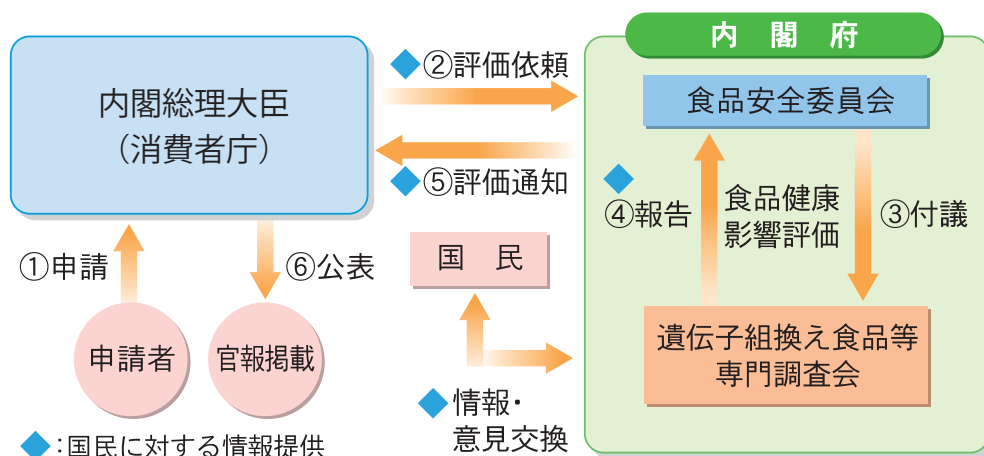 内閣総理大臣
（消費者庁）
◆②評価依頼
◆⑤評価通知
①申請
⑥公表
申請者
官報掲載
◆：国民に対する情報提供
国　民
◆情報・
意見交換
内　閣　府
食品安全委員会
◆
④報告
食品健康
影響評価
③付議
遺伝子組換え食品等
専門調査会